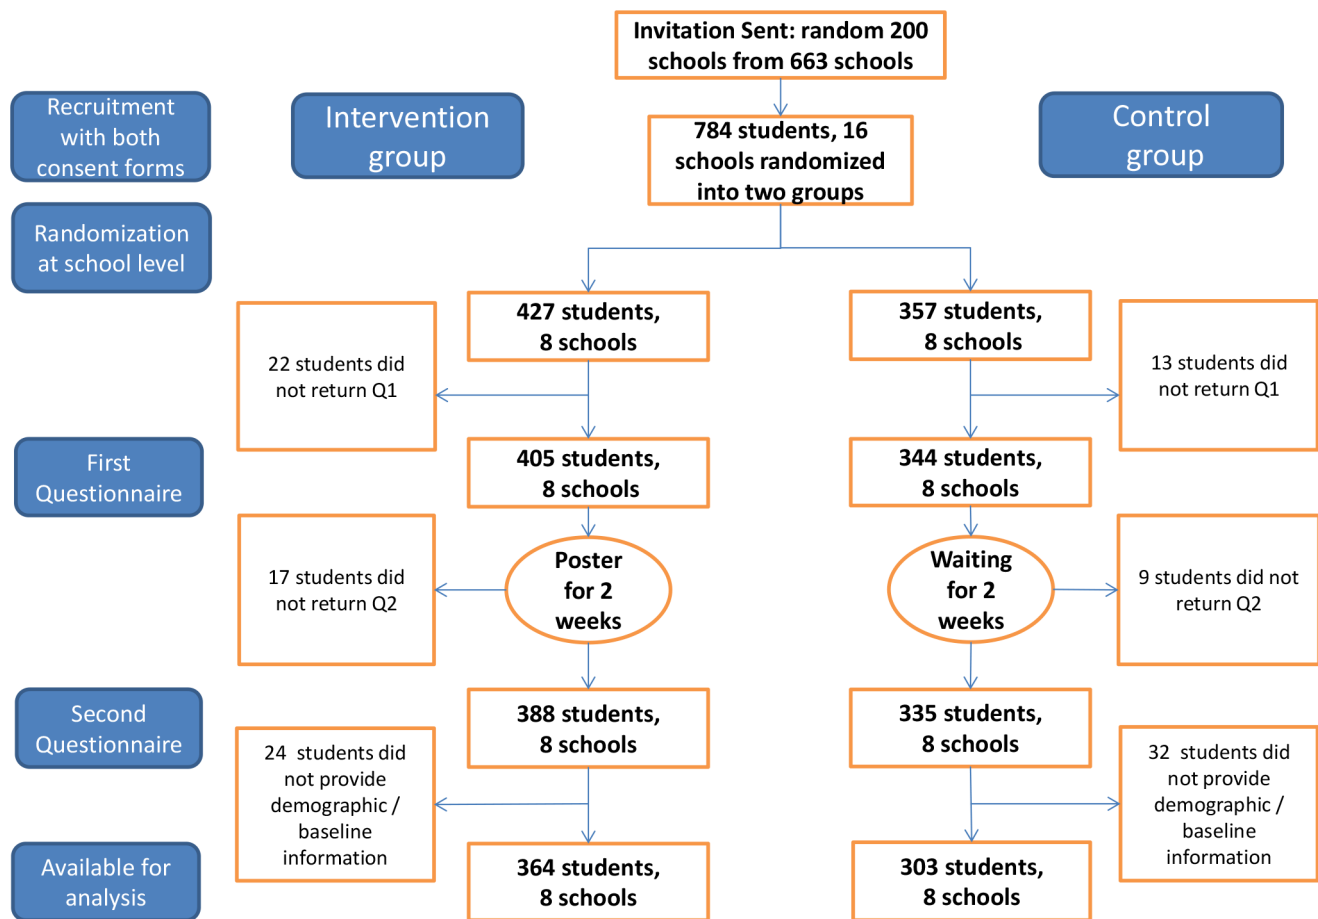 Invitation Sent: random 200
schools from 663 schools
Recruitment
with both
consent forms
Intervention
group
784 students, 16
schools randomized
into two groups
Control
group
Randomization
at school level
427 students,
8 schools
357 students,
8 schools
22 students did
not return Q1
13 students did
not return Q1
First
Questionnaire
405 students,
8 schools
344 students,
8 schools
17 students did
not return Q2
Poster
for 2
weeks
Waiting
for 2
weeks
9 students did not
return Q2
Second
Questionnaire
388 students,
8 schools
335 students,
8 schools
24 students did
not provide
demographic /
baseline
information
32 students did
not provide
demographic /
baseline
information
Available for
analysis
364 students,
8 schools
303 students,
8 schools